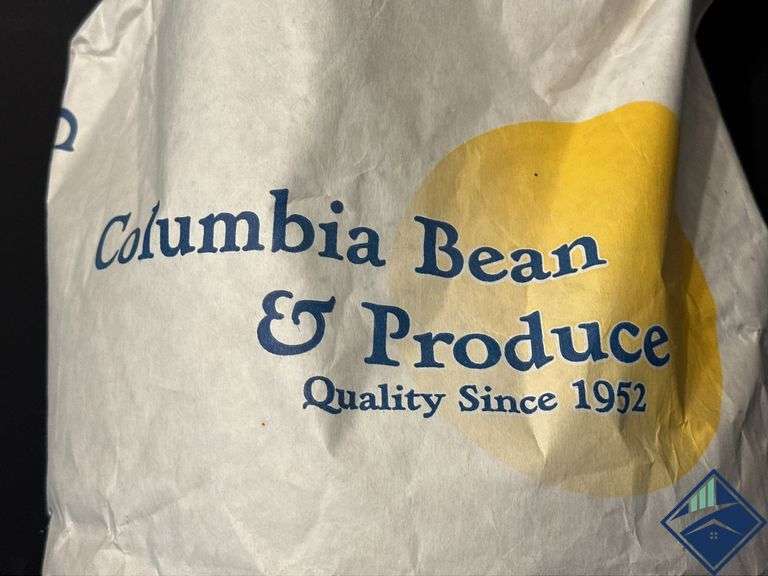 Columbia Bean
& Produce
Quality Since 1952